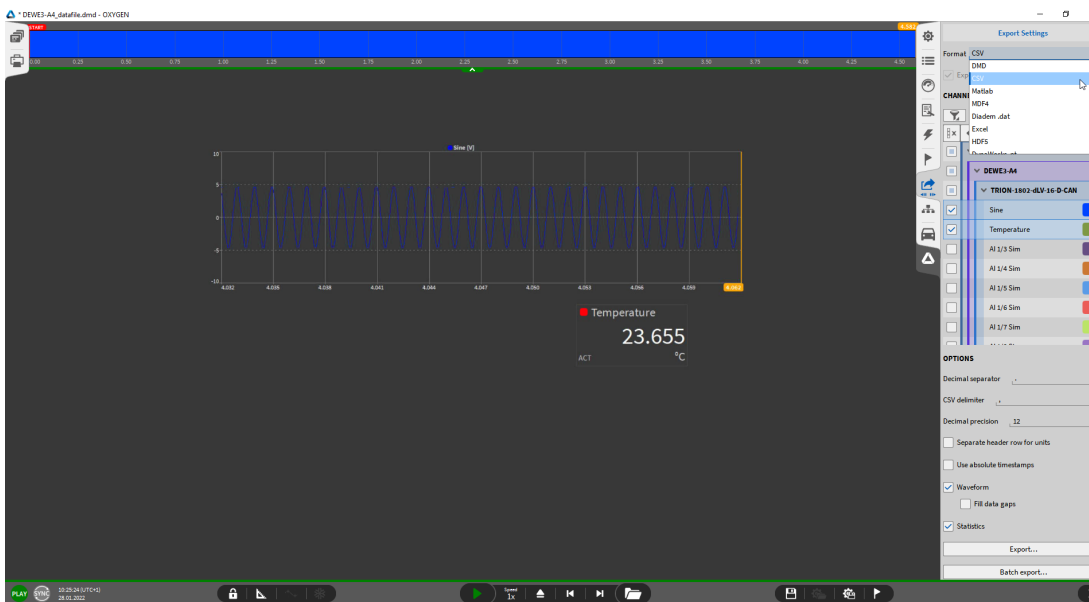 * DEWE3-A4_datafile.dmd - OXYGEN
START
0.00 0.25 0.50 0.75 1.00 1.25 1.50 1.75 2.00 2.25 2.50 2.75 3.00 3.25 3.50 3.75 4.00 4.25 4.50
Export Settings
Format CSV
DMD
CSV
Matlab
MDF4
Diadem .dat
Excel
HDF5
CHANN
DEWE3-A4
TRION-1802-dLV-16-D-CAN
Sine
Temperature
AI 1/3 Sim
AI 1/4 Sim
AI 1/5 Sim
AI 1/6 Sim
AI 1/7 Sim
Sine [V]
10
5
0
-5
-10
4.032 4.035 4.038 4.041 4.044 4.047 4.050 4.053 4.056 4.059 4.062
Temperature
23.655
ACT °C
OPTIONS
Decimal separator .
CSV delimiter ,
Decimal precision 12
Separate header row for units
Use absolute timestamps
Waveform
Fill data gaps
Statistics
Export...
Batch export...
PLAY SYNC 10:25:24 (UTC+1)
28.01.2022
Speed
1x